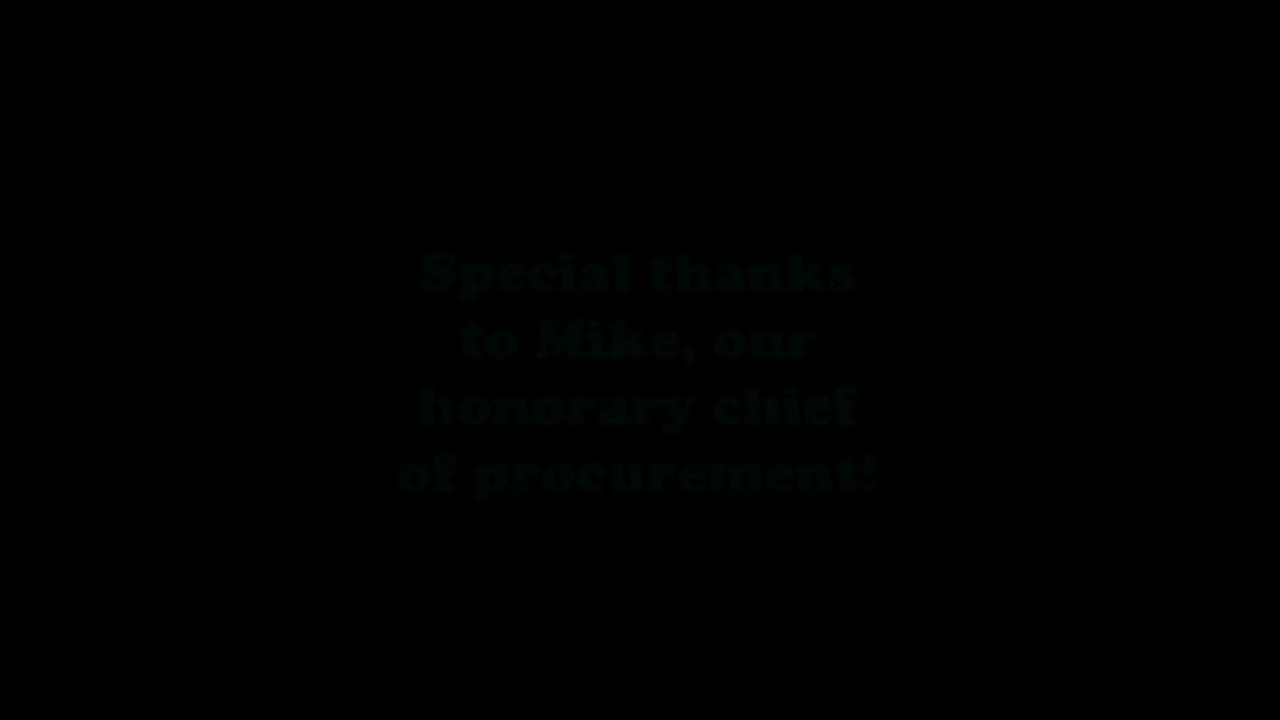 Special thanks
to Mike, our
honorary chief
of procurement!